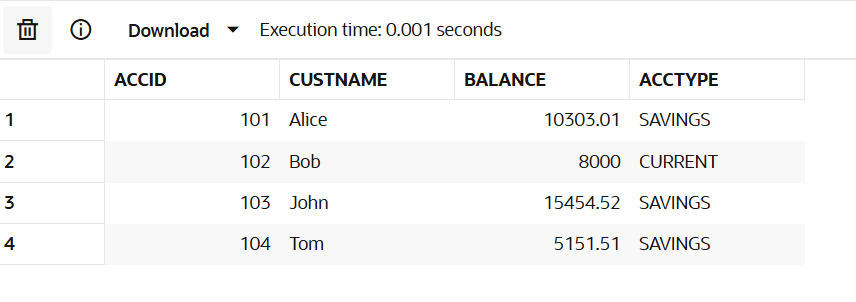 Download Execution time: 0.001 seconds
ACCID CUSTNAME BALANCE ACCTYPE
1 101 Alice 10303.01 SAVINGS
2 102 Bob 8000 CURRENT
3 103 John 15454.52 SAVINGS
4 104 Tom 5151.51 SAVINGS